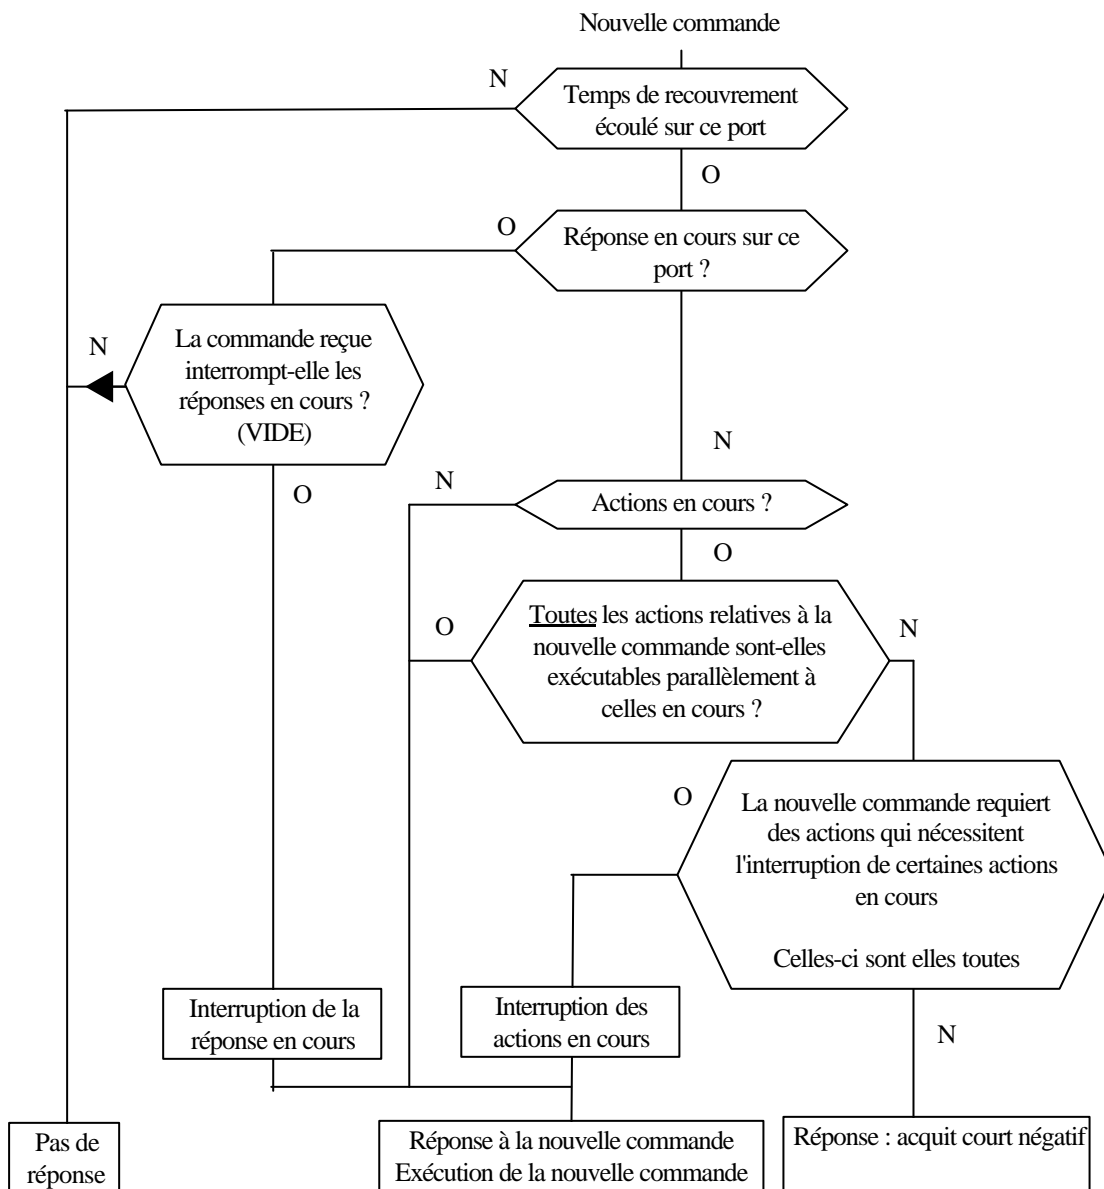 Nouvelle commande
N
Temps de recouvrement
écoulé sur ce port
O
O
Réponse en cours sur ce
port ?
La commande reçue
interrompt-elle les
réponses en cours ?
(VIDE)
N
N
O
N
Actions en cours ?
O
Toutes les actions relatives à la
nouvelle commande sont-elles
exécutables parallèlement à
celles en cours ?
O
N
O
La nouvelle commande requiert
des actions qui nécessitent
l'interruption de certaines actions
en cours
Celles-ci sont elles toutes
Interruption de la
réponse en cours
Interruption des
actions en cours
N
Pas de
réponse
Réponse à la nouvelle commande
Exécution de la nouvelle commande
Réponse : acquit court négatif